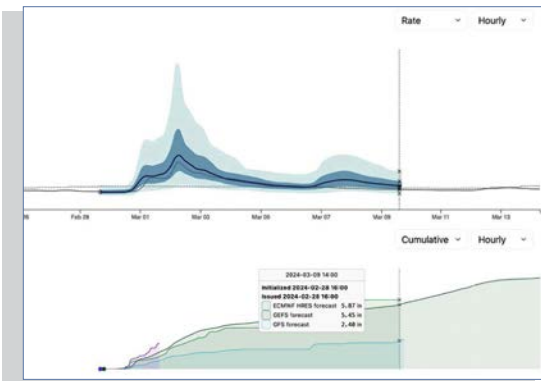 Rate Hourly
Feb 28 Mar 01 Mar 03 Mar 05 Mar 07 Mar 09 Mar 11 Mar 13
Cumulative Hourly
2024-03-09 14:00
Initialized 2024-02-28 16:00
Issued 2024-02-28 16:00
ECMWF HRES forecast 5.87 in
GEFS forecast 5.45 in
GFS forecast 2.48 in